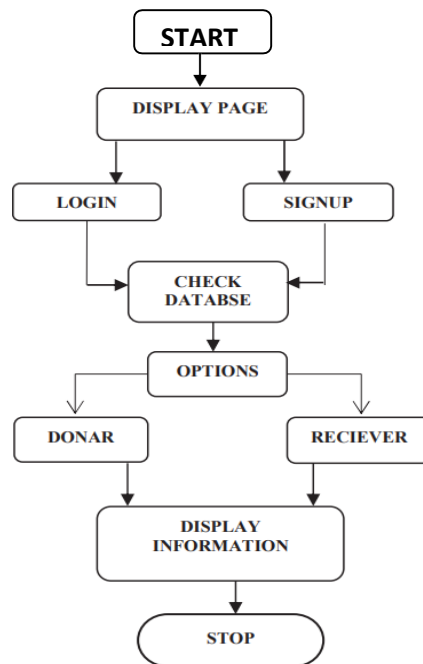 START
DISPLAY PAGE
LOGIN
SIGNUP
CHECK
DATABSE
OPTIONS
DONAR
RECIEVER
DISPLAY
INFORMATION
STOP